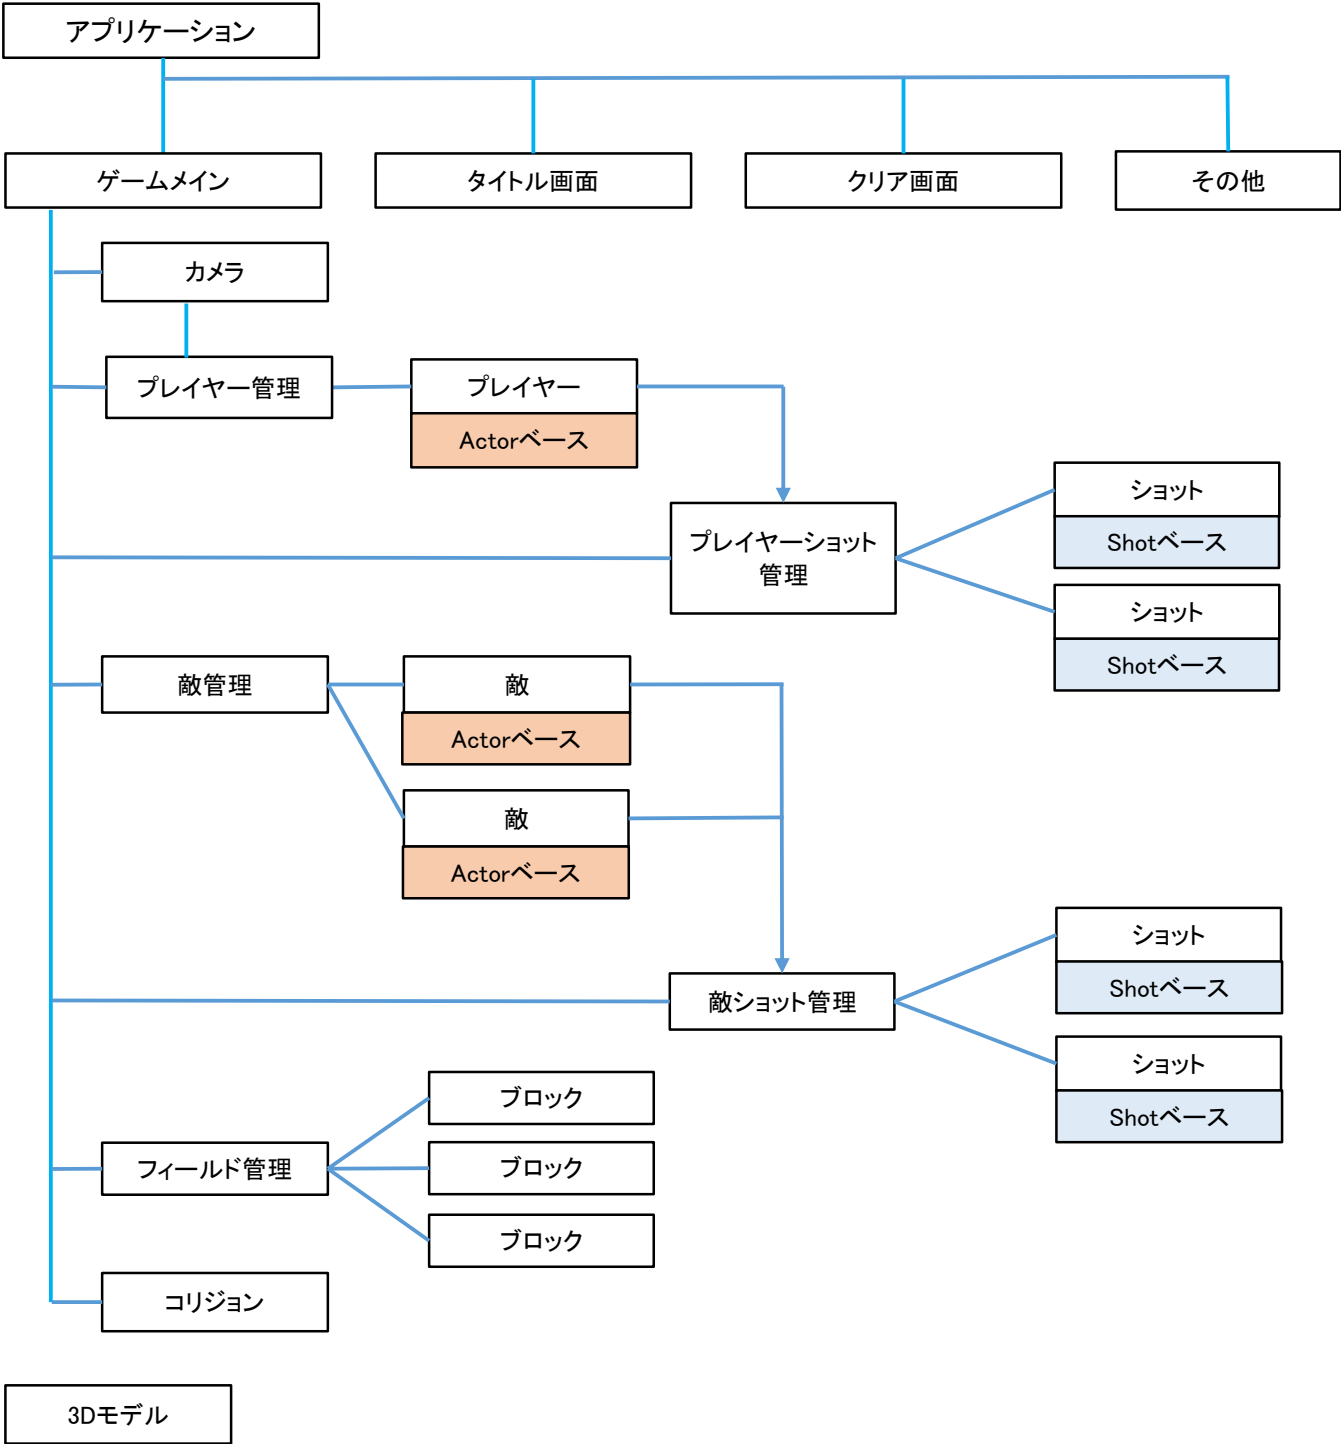 アプリケーション
ゲームメイン
タイトル画面
クリア画面
その他
カメラ
プレイヤー管理
プレイヤー
Actorベース
プレイヤーショット
管理
ショット
Shotベース
ショット
Shotベース
敵管理
敵
Actorベース
敵
Actorベース
敵ショット管理
ショット
Shotベース
ショット
Shotベース
フィールド管理
ブロック
ブロック
ブロック
コリジョン
3Dモデル